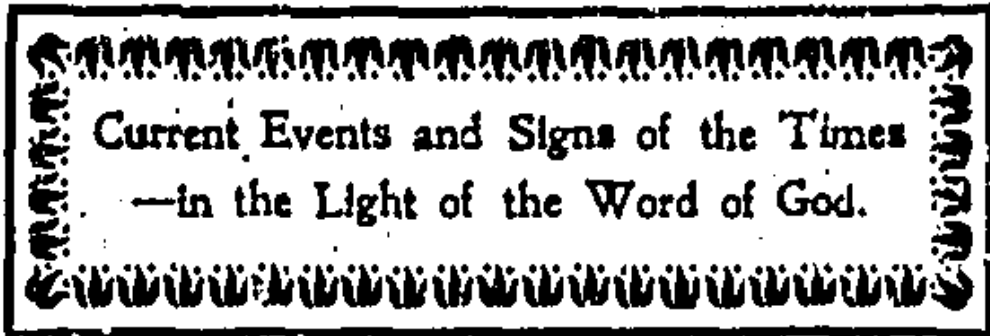 Current Events and Signs of the Times
—in the Light of the Word of God.